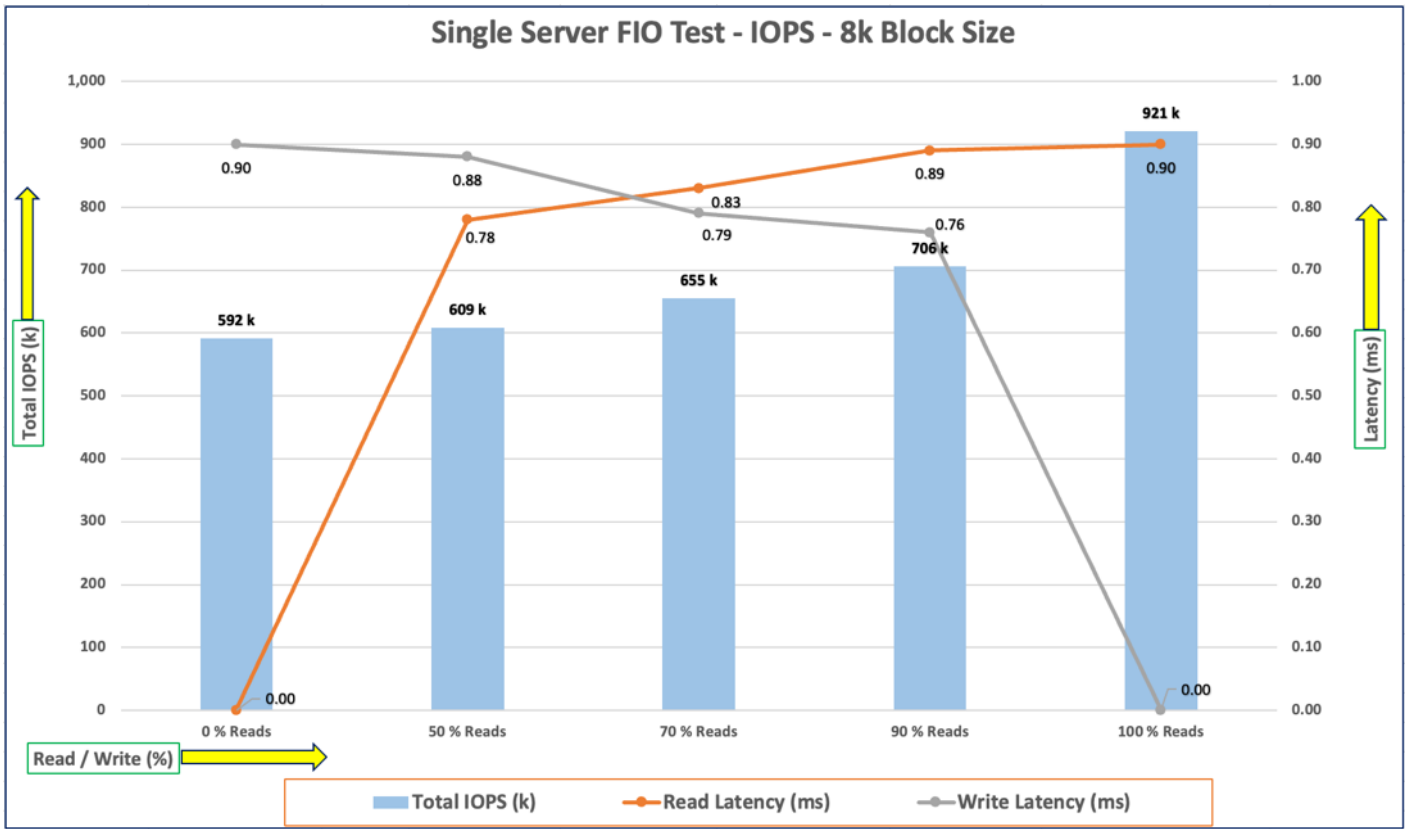 Single Server FIO Test - IOPS - 8k Block Size
1,000
900
800
700
600
500
400
300
200
100
0
Total IOPS (k)
1.00
0.90
0.80
0.70
0.60
0.50
0.40
0.30
0.20
0.10
0.00
Latency (ms)
592 k
609 k
655 k
706 k
921 k
0.90
0.88
0.79
0.76
0.00
0.00
0.78
0.83
0.89
0.90
0 % Reads
50 % Reads
70 % Reads
90 % Reads
100 % Reads
Read / Write (%)
Total IOPS (k)
Read Latency (ms)
Write Latency (ms)